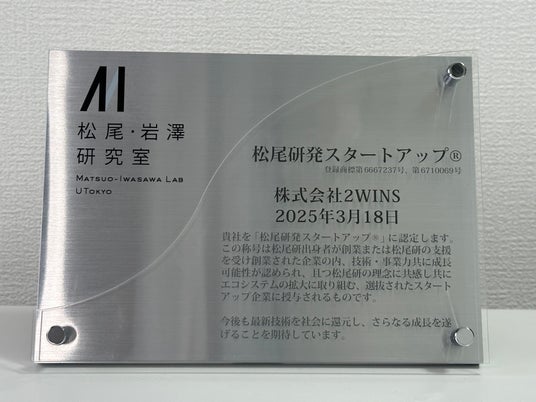 松尾・岩澤
研究室
MATSUO-IWASAWA LAB
UTOKYO
松尾研発スタートアップ®
登録商標第6667237号、第6710069号
株式会社2WINS
2025年3月18日
貴社を「松尾研発スタートアップ®」に認定します。
この称号は松尾研出身者が創業または松尾研の支援
を受け創業された企業の内、技術・事業力共に成長
可能性が認められ、且つ松尾研の理念に共感し共に
エコシステムの拡大に取り組む、選抜されたスタート
アップ企業に授与されるものです。
今後も最新技術を社会に還元し、さらなる成長を遂
げることを期待しています。